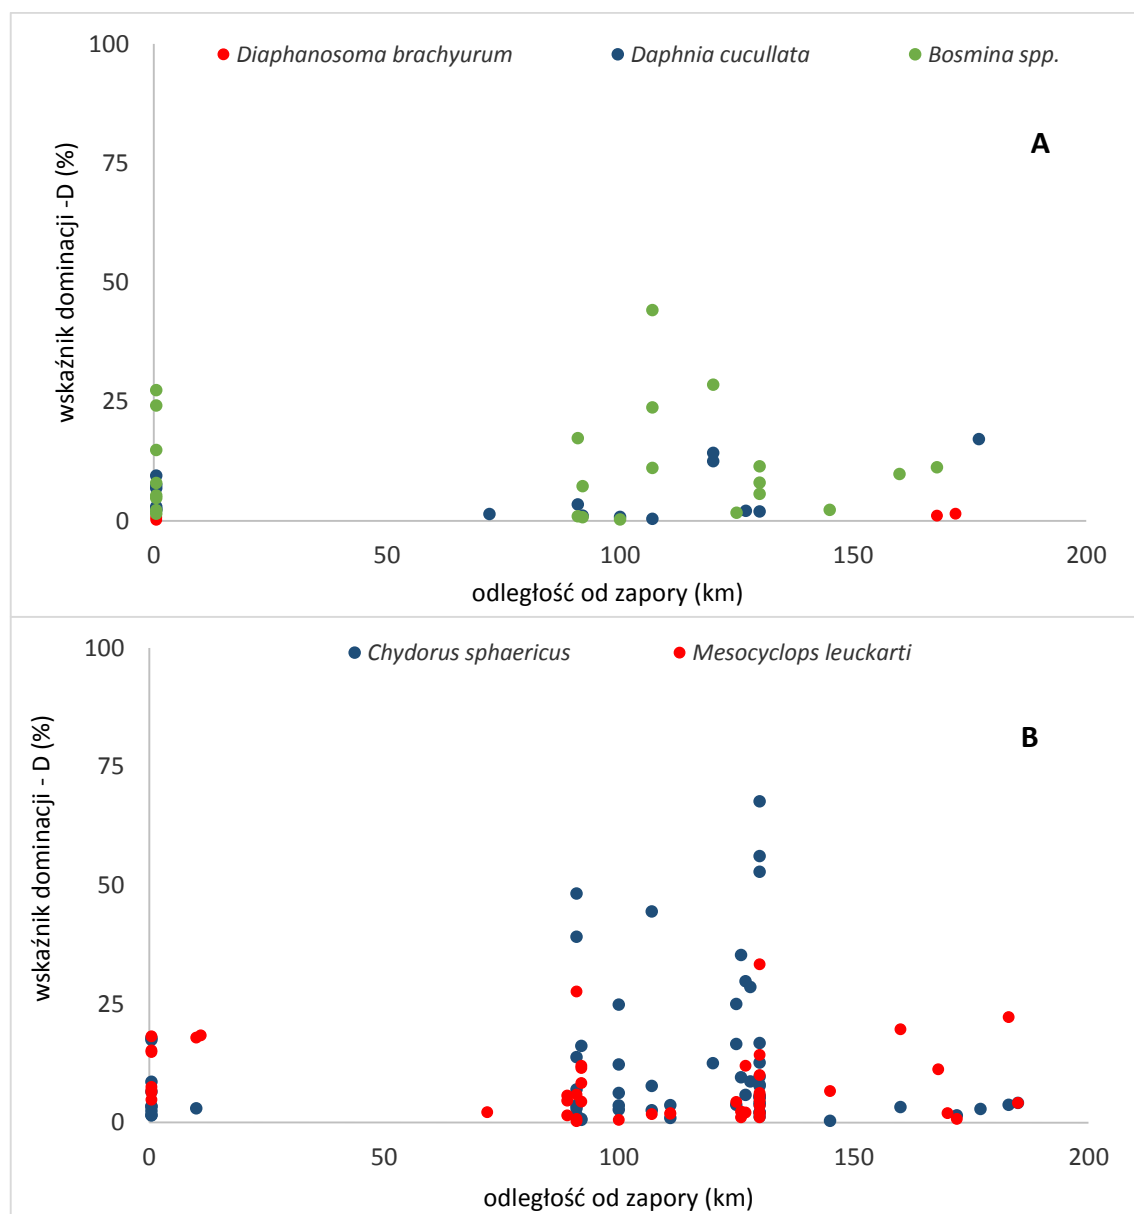 100
Diaphanosoma brachyurum Daphnia cucullata Bosmina spp.
A
75
50
25
0
wskaźnik dominacji -D (%)
0 50 100 150 200
odległość od zapory (km)
100
Chydorus sphaericus Mesocyclops leuckarti
B
75
50
25
0
wskaźnik dominacji - D (%)
0 50 100 150 200
odległość od zapory (km)